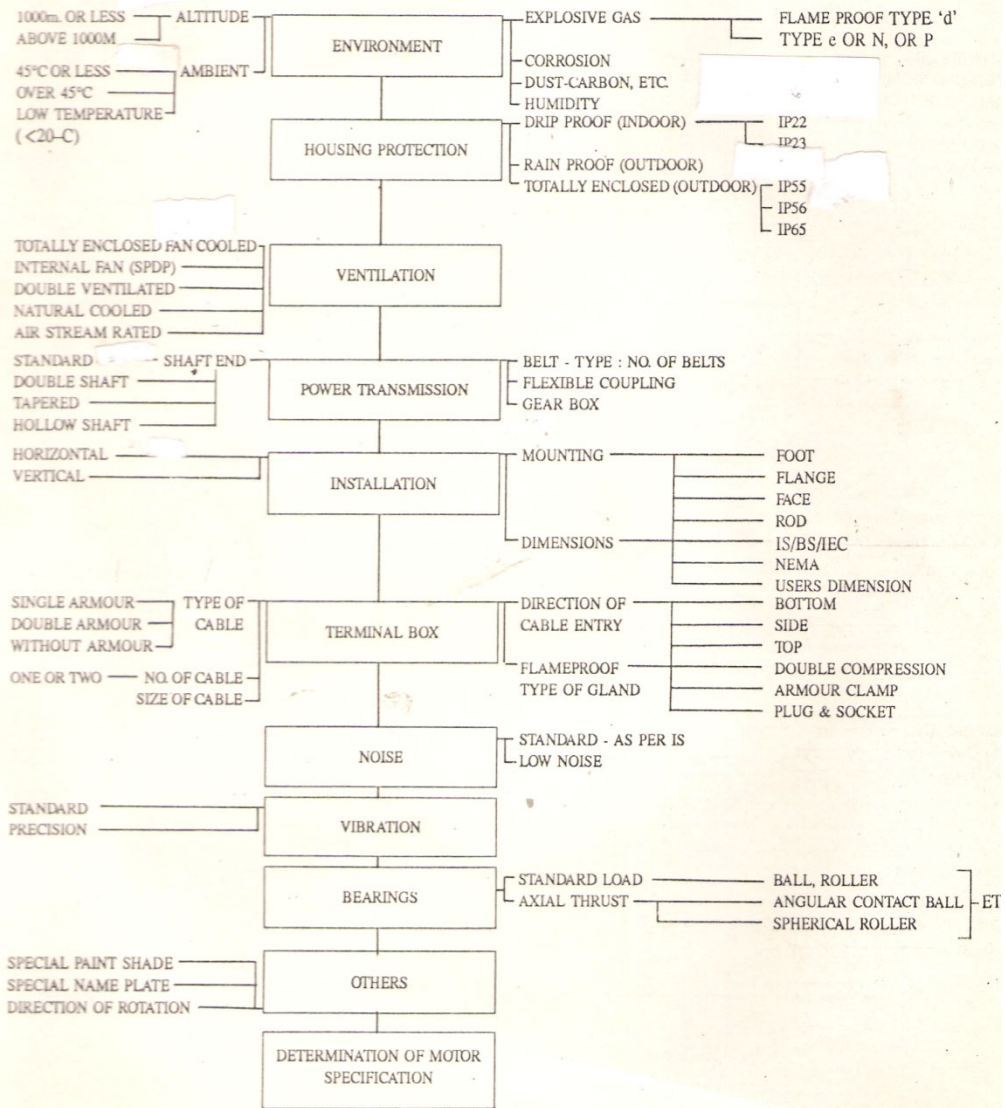 1000m. OR LESS ALTITUDE EXPLOSIVE GAS FLAME PROOF TYPE ‘d’
ABOVE 1000M ENVIRONMENT TYPE e OR N, OR P
45°C OR LESS AMBIENT CORROSION
OVER 45°C DUST-CARBON, ETC.
LOW TEMPERATURE HUMIDITY
(<20–C) DRIP PROOF (INDOOR) IP22
HOUSING PROTECTION IP23
RAIN PROOF (OUTDOOR)
TOTALLY ENCLOSED (OUTDOOR) IP55
IP56
IP65
TOTALLY ENCLOSED FAN COOLED
INTERNAL FAN (SPDP) VENTILATION
DOUBLE VENTILATED
NATURAL COOLED
AIR STREAM RATED
STANDARD SHAFT END BELT - TYPE : NO. OF BELTS
DOUBLE SHAFT POWER TRANSMISSION FLEXIBLE COUPLING
TAPERED GEAR BOX
HOLLOW SHAFT
HORIZONTAL MOUNTING FOOT
VERTICAL INSTALLATION FLANGE
FACE
ROD
DIMENSIONS IS/BS/IEC
NEMA
USERS DIMENSION
SINGLE ARMOUR TYPE OF DIRECTION OF BOTTOM
DOUBLE ARMOUR CABLE TERMINAL BOX CABLE ENTRY SIDE
WITHOUT ARMOUR TOP
ONE OR TWO NO. OF CABLE FLAMEPROOF DOUBLE COMPRESSION
SIZE OF CABLE TYPE OF GLAND ARMOUR CLAMP
PLUG & SOCKET
NOISE STANDARD - AS PER IS
LOW NOISE
STANDARD VIBRATION
PRECISION
BEARINGS STANDARD LOAD BALL, ROLLER
AXIAL THRUST ANGULAR CONTACT BALL ET
SPHERICAL ROLLER
SPECIAL PAINT SHADE
SPECIAL NAME PLATE OTHERS
DIRECTION OF ROTATION
DETERMINATION OF MOTOR
SPECIFICATION